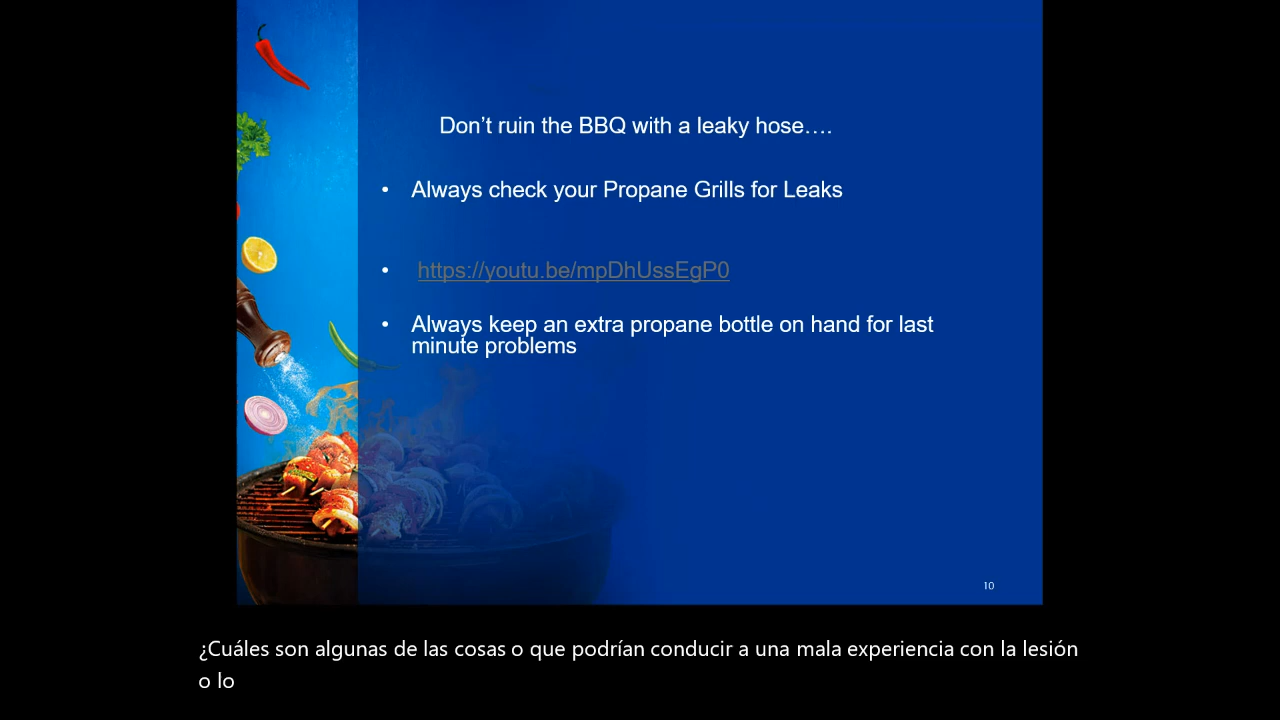 Don’t ruin the BBQ with a leaky hose….
• Always check your Propane Grills for Leaks
• https://youtu.be/mpDhUssEgP0
• Always keep an extra propane bottle on hand for last
minute problems
10
¿Cuáles son algunas de las cosas o que podrían conducir a una mala experiencia con la lesión
o lo